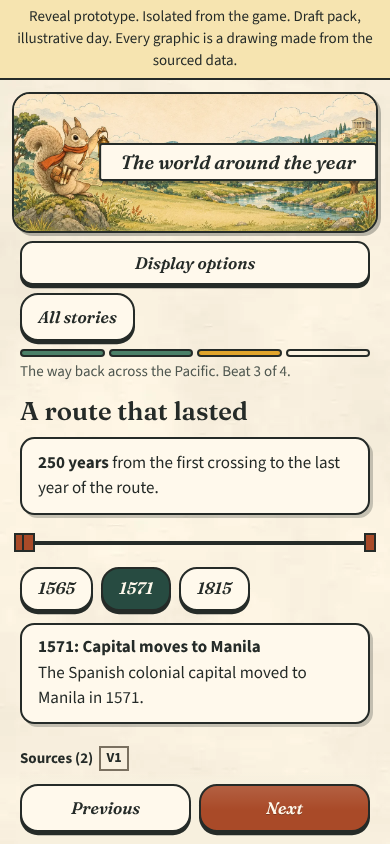 Reveal prototype. Isolated from the game. Draft pack,
illustrative day. Every graphic is a drawing made from the
sourced data.
The world around the year
Display options
All stories
The way back across the Pacific. Beat 3 of 4.
A route that lasted
250 years from the first crossing to the last
year of the route.
1565
1571
1815
1571: Capital moves to Manila
The Spanish colonial capital moved to
Manila in 1571.
Sources (2) V1
Previous
Next